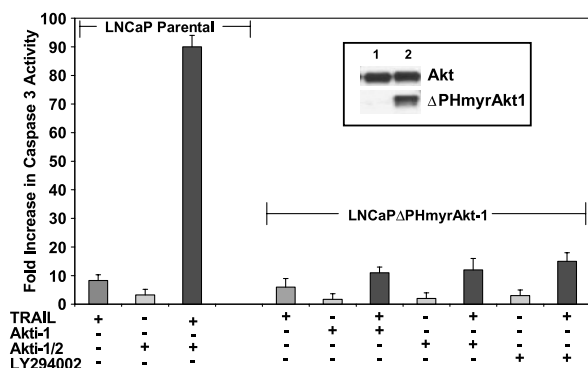 100
90
80
70
60
50
40
30
20
10
0
Fold Increase in Caspase 3 Activity
LNCaP Parental
1 2
Akt
ΔPHmyrAkt1
LNCaPΔPHmyrAkt-1
TRAIL + - + + - + - + - +
Akti-1 - - - - + + - - - -
Akti-1/2 - + + - - - + + - -
LY294002 - - - - - - - - + +